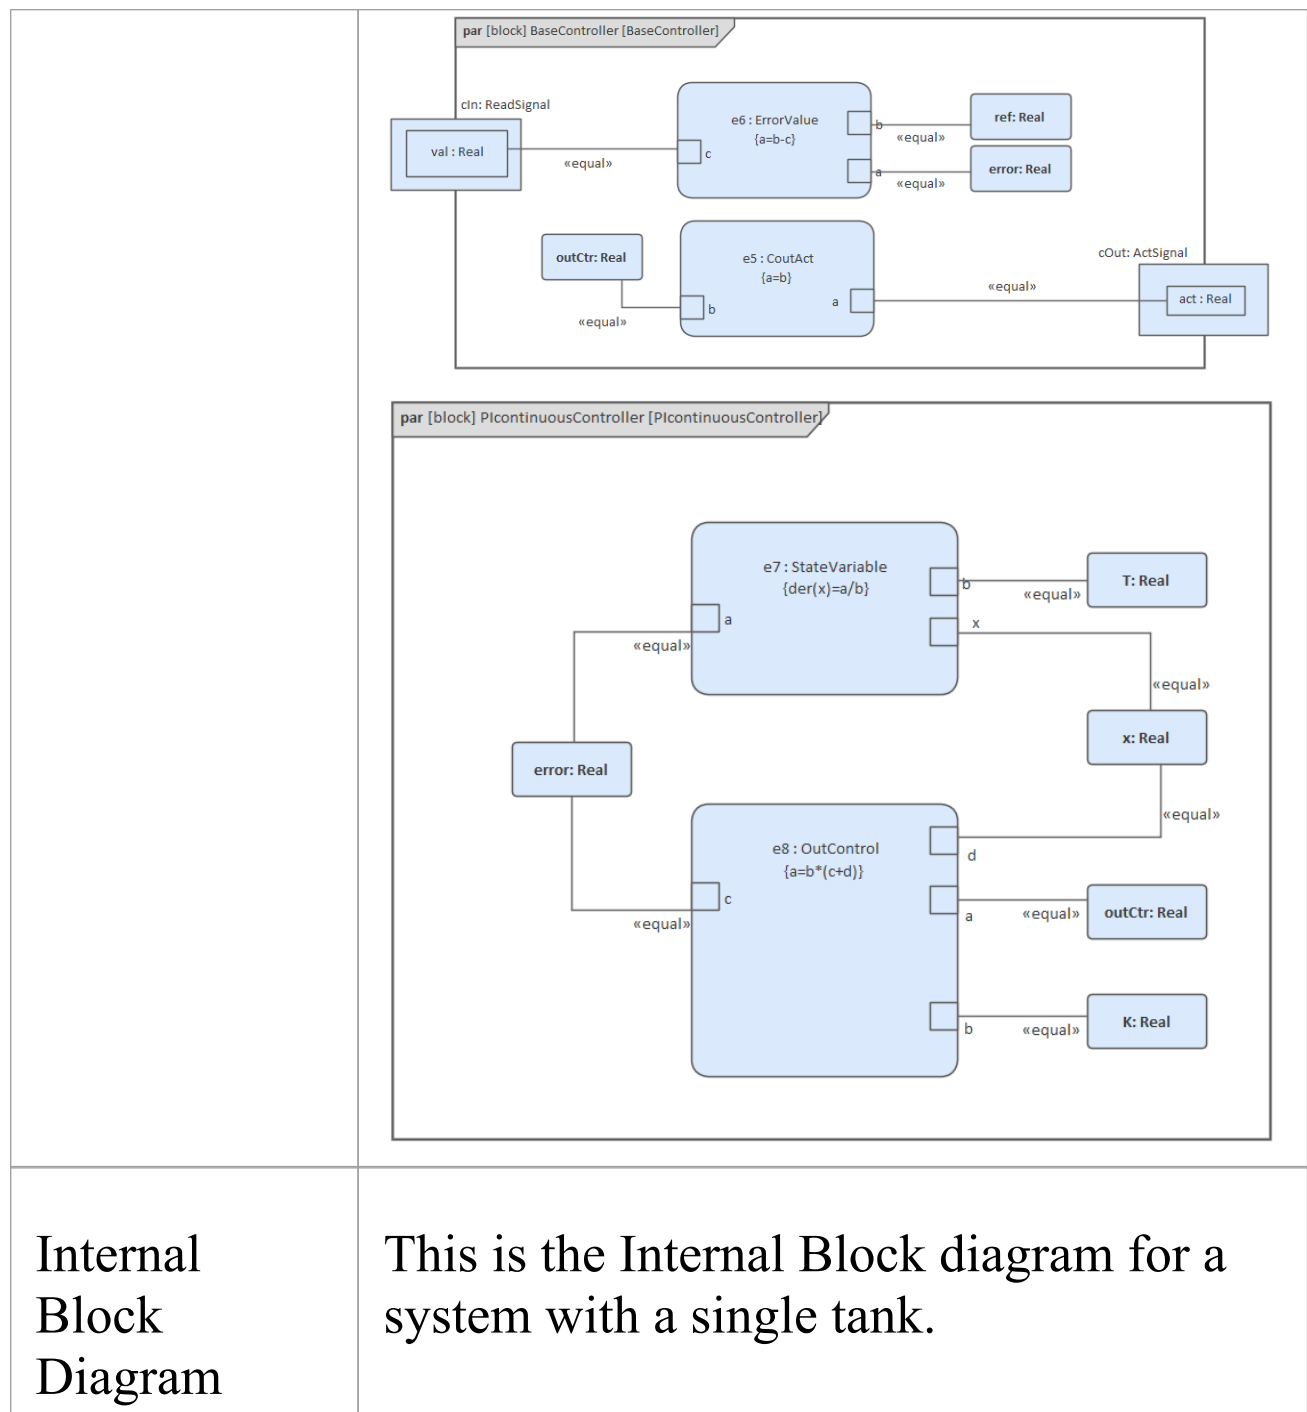 par [block] BaseController [BaseController]
cIn: ReadSignal
val : Real
«equal»
c
e6 : ErrorValue
{a=b-c}
b
«equal»
ref: Real
a
«equal»
error: Real
outCtr: Real
«equal»
b
e5 : CoutAct
{a=b}
a
«equal»
cOut: ActSignal
act : Real
par [block] PIcontinuousController [PIcontinuousController]
e7 : StateVariable
{der(x)=a/b}
b
«equal»
T: Real
a
«equal»
x
«equal»
x: Real
error: Real
«equal»
e8 : OutControl
{a=b*(c+d)}
d
c
«equal»
a
«equal»
outCtr: Real
b
«equal»
K: Real
Internal
Block
Diagram
This is the Internal Block diagram for a
system with a single tank.